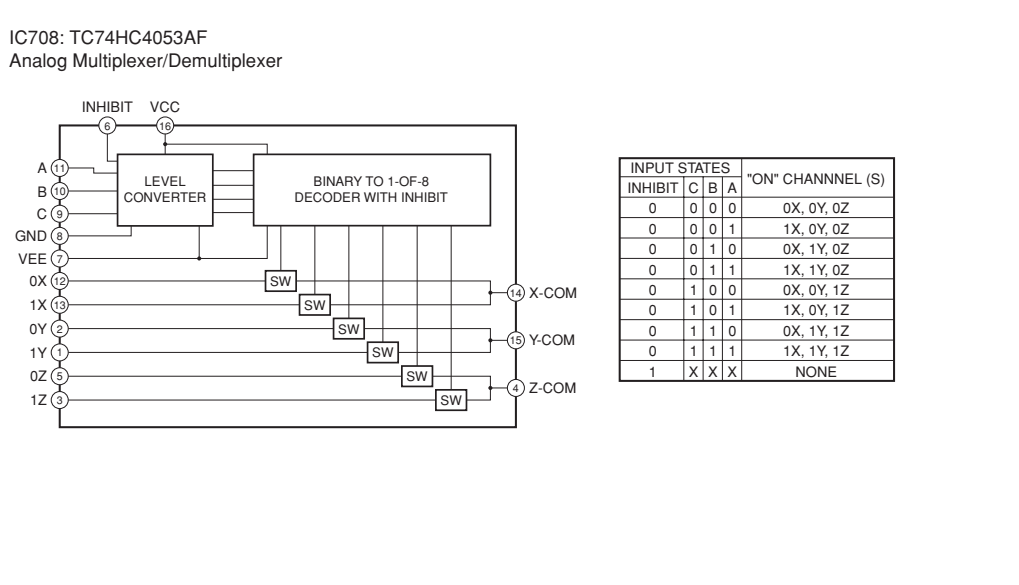 IC708: TC74HC4053AF
Analog Multiplexer/Demultiplexer
INHIBIT VCC
6 16
A 11
B 10
C 9
GND 8
VEE 7
0X 12
1X 13
0Y 2
1Y 1
0Z 5
1Z 3
LEVEL
CONVERTER
BINARY TO 1-OF-8
DECODER WITH INHIBIT
SW
SW
SW
SW
SW
SW
14 X-COM
15 Y-COM
4 Z-COM
INPUT STATES "ON" CHANNNEL (S)
INHIBIT C B A
0 0 0 0 0X, 0Y, 0Z
0 0 0 1 1X, 0Y, 0Z
0 0 1 0 0X, 1Y, 0Z
0 0 1 1 1X, 1Y, 0Z
0 1 0 0 0X, 0Y, 1Z
0 1 0 1 1X, 0Y, 1Z
0 1 1 0 0X, 1Y, 1Z
0 1 1 1 1X, 1Y, 1Z
1 X X X NONE